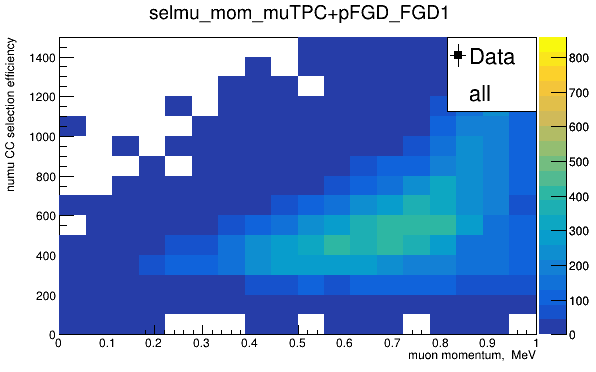 selmu_mom_muTPC+pFGD_FGD1
numu CC selection efficiency
1400
1200
1000
800
600
400
200
0
Data
all
800
700
600
500
400
300
200
100
0
0 0.1 0.2 0.3 0.4 0.5 0.6 0.7 0.8 0.9 1
muon momentum, MeV